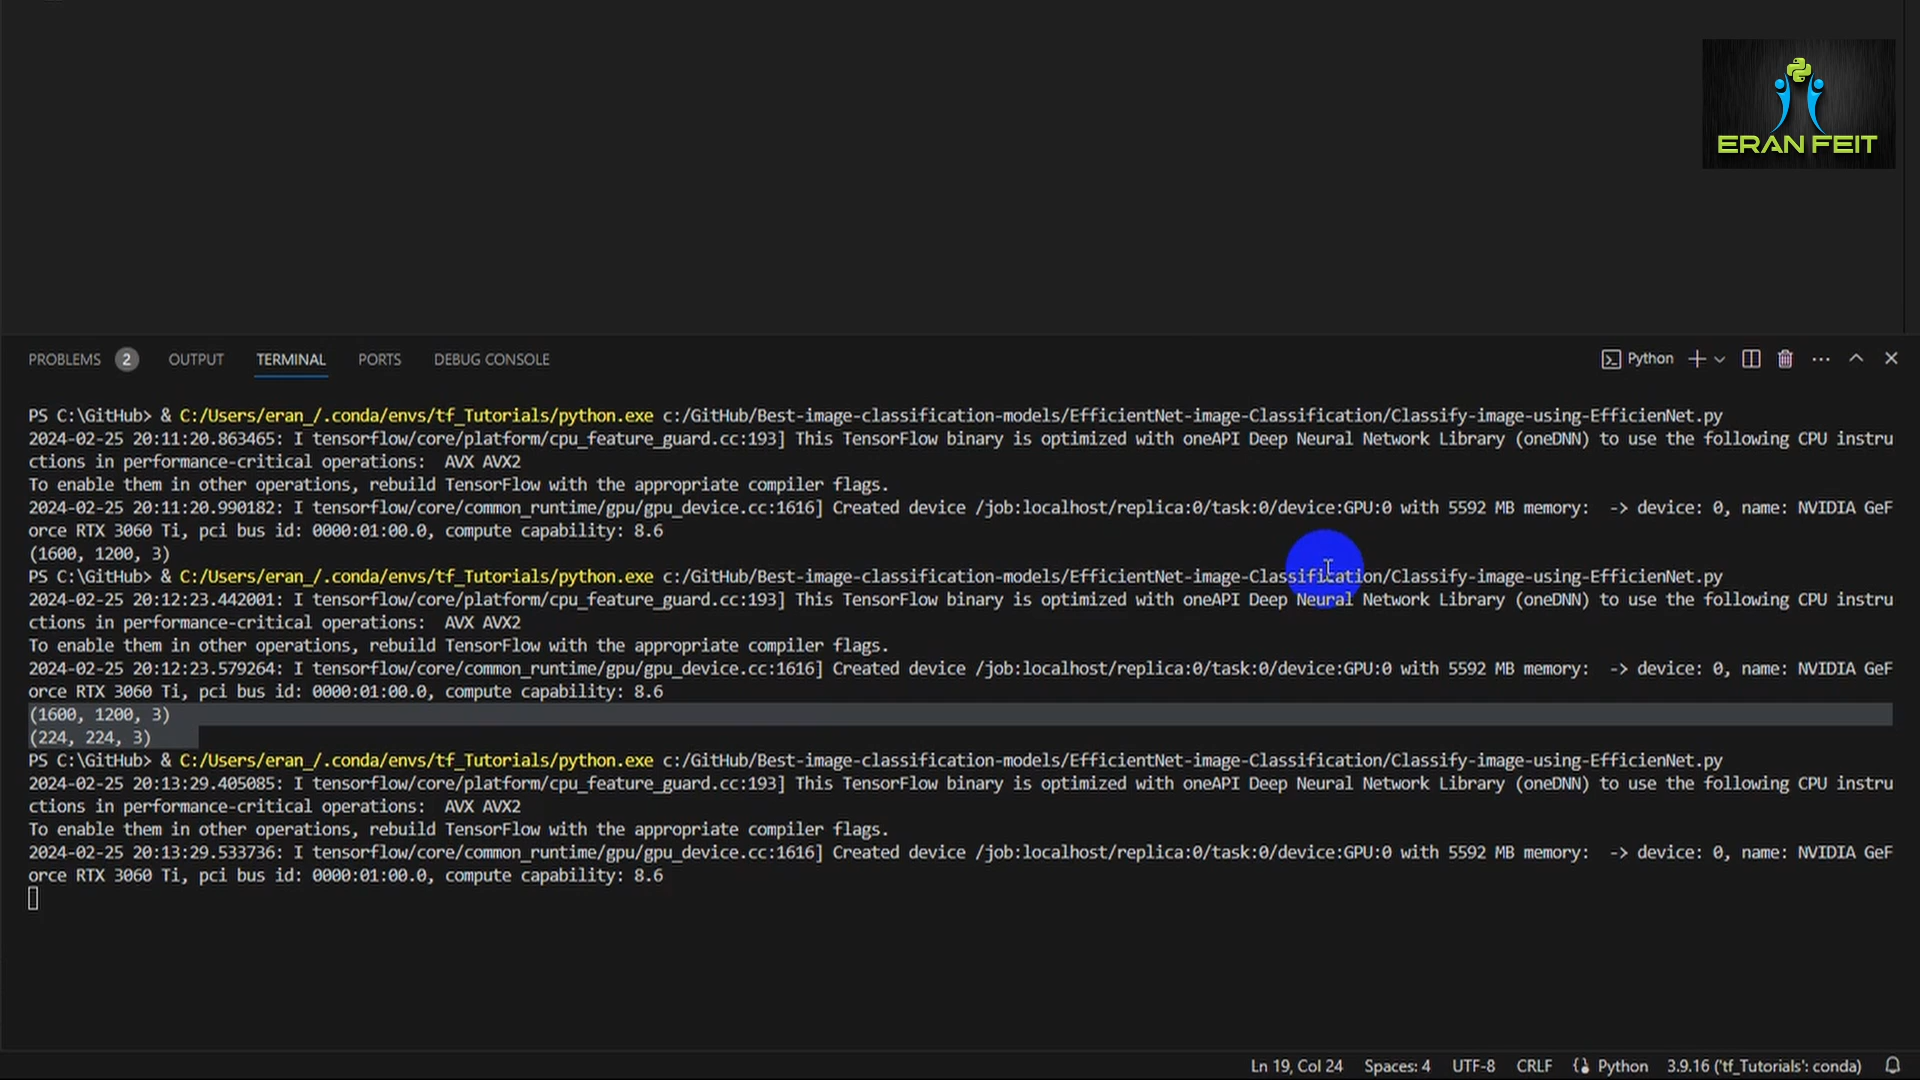 ERAN FEIT
PROBLEMS 2 OUTPUT TERMINAL PORTS DEBUG CONSOLE Python
PS C:\GitHub> & C:/Users/eran_/.conda/envs/tf_Tutorials/python.exe c:/GitHub/Best-image-classification-models/EfficientNet-image-Classification/Classify-image-using-EfficienNet.py
2024-02-25 20:11:20.863465: I tensorflow/core/platform/cpu_feature_guard.cc:193] This TensorFlow binary is optimized with oneAPI Deep Neural Network Library (oneDNN) to use the following CPU instru
ctions in performance-critical operations:  AVX AVX2
To enable them in other operations, rebuild TensorFlow with the appropriate compiler flags.
2024-02-25 20:11:20.990182: I tensorflow/core/common_runtime/gpu/gpu_device.cc:1616] Created device /job:localhost/replica:0/task:0/device:GPU:0 with 5592 MB memory:  -> device: 0, name: NVIDIA GeF
orce RTX 3060 Ti, pci bus id: 0000:01:00.0, compute capability: 8.6
(1600, 1200, 3)
PS C:\GitHub> & C:/Users/eran_/.conda/envs/tf_Tutorials/python.exe c:/GitHub/Best-image-classification-models/EfficientNet-image-Classification/Classify-image-using-EfficienNet.py
2024-02-25 20:12:23.442001: I tensorflow/core/platform/cpu_feature_guard.cc:193] This TensorFlow binary is optimized with oneAPI Deep Neural Network Library (oneDNN) to use the following CPU instru
ctions in performance-critical operations:  AVX AVX2
To enable them in other operations, rebuild TensorFlow with the appropriate compiler flags.
2024-02-25 20:12:23.579264: I tensorflow/core/common_runtime/gpu/gpu_device.cc:1616] Created device /job:localhost/replica:0/task:0/device:GPU:0 with 5592 MB memory:  -> device: 0, name: NVIDIA GeF
orce RTX 3060 Ti, pci bus id: 0000:01:00.0, compute capability: 8.6
(1600, 1200, 3)
(224, 224, 3)
PS C:\GitHub> & C:/Users/eran_/.conda/envs/tf_Tutorials/python.exe c:/GitHub/Best-image-classification-models/EfficientNet-image-Classification/Classify-image-using-EfficienNet.py
2024-02-25 20:13:29.405085: I tensorflow/core/platform/cpu_feature_guard.cc:193] This TensorFlow binary is optimized with oneAPI Deep Neural Network Library (oneDNN) to use the following CPU instru
ctions in performance-critical operations:  AVX AVX2
To enable them in other operations, rebuild TensorFlow with the appropriate compiler flags.
2024-02-25 20:13:29.533736: I tensorflow/core/common_runtime/gpu/gpu_device.cc:1616] Created device /job:localhost/replica:0/task:0/device:GPU:0 with 5592 MB memory:  -> device: 0, name: NVIDIA GeF
orce RTX 3060 Ti, pci bus id: 0000:01:00.0, compute capability: 8.6
Ln 19, Col 24 Spaces: 4 UTF-8 CRLF Python 3.9.16 ('tf_Tutorials': conda)